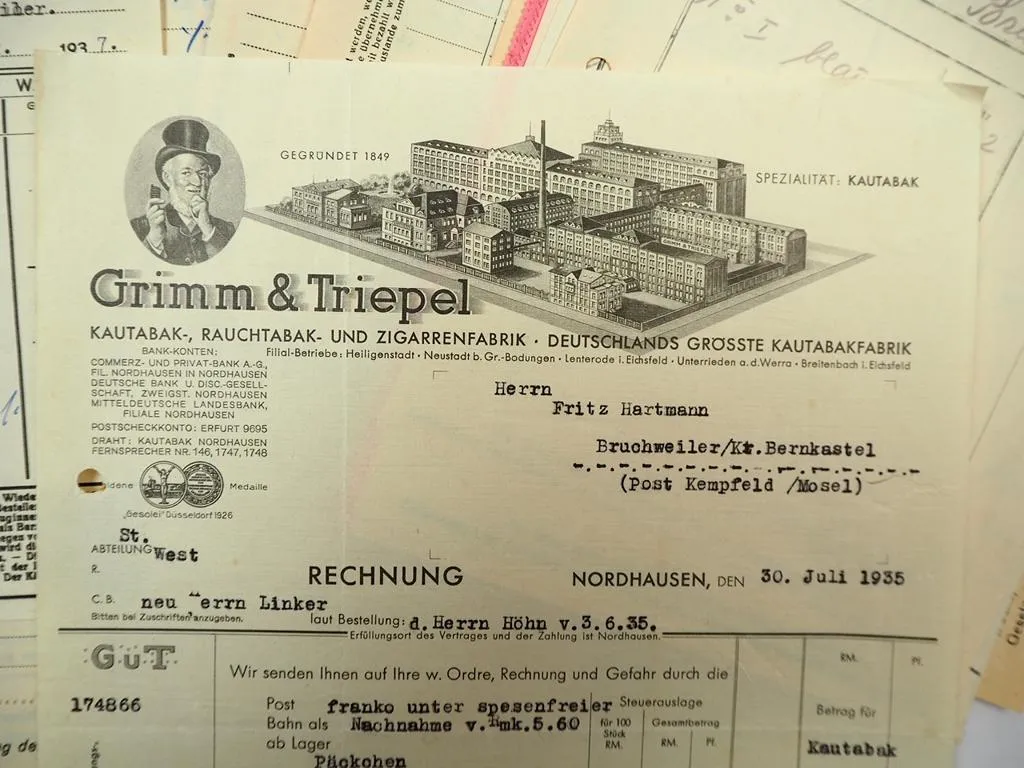 1937.
GEGRÜNDET 1849
SPEZIALITÄT: KAUTABAK
Grimm & Triepel
KAUTABAK-, RAUCHTABAK- UND ZIGARRENFABRIK · DEUTSCHLANDS GRÖSSTE KAUTABAKFABRIK
Filial-Betriebe: Heiligenstadt · Neustadt b. Gr.-Bodungen · Lenterode i. Eichsfeld · Unterrieden a. d. Werra · Breitenbach i. Eichsfeld
BANK-KONTEN:
COMMERZ- UND PRIVAT-BANK A.-G.,
FIL. NORDHAUSEN IN NORDHAUSEN
DEUTSCHE BANK U. DISC.-GESELL-
SCHAFT, ZWEIGST. NORDHAUSEN
MITTELDEUTSCHE LANDESBANK,
FILIALE NORDHAUSEN
POSTSCHECKKONTO: ERFURT 9695
DRAHT: KAUTABAK NORDHAUSEN
FERNSPRECHER NR. 146, 1747, 1748
ldene Medaille
„Gesolei" Düsseldorf 1926
Herrn
Fritz Hartmann
Bruchweiler/Kr.Bernkastel
(Post Kempfeld /Mosel)
St.
ABTEILUNG West
R.
RECHNUNG
NORDHAUSEN, DEN 30. Juli 1935
C. B. neu errn Linker
Bitten bei Zuschriften anzugeben.
laut Bestellung: d.Herrn Höhn v.3.6.35.
Erfüllungsort des Vertrages und der Zahlung ist Nordhausen.
GuT
Wir senden Ihnen auf Ihre w. Ordre, Rechnung und Gefahr durch die
RM. Pf.
174866
Post franko unter spesenfreier
Bahn als Nachnahme v.Rmk.5.60
ab Lager
Päckchen
Steuerauslage
für 100 Stück RM.
Gesamtbetrag
RM. Pf.
Betrag für
Kautabak